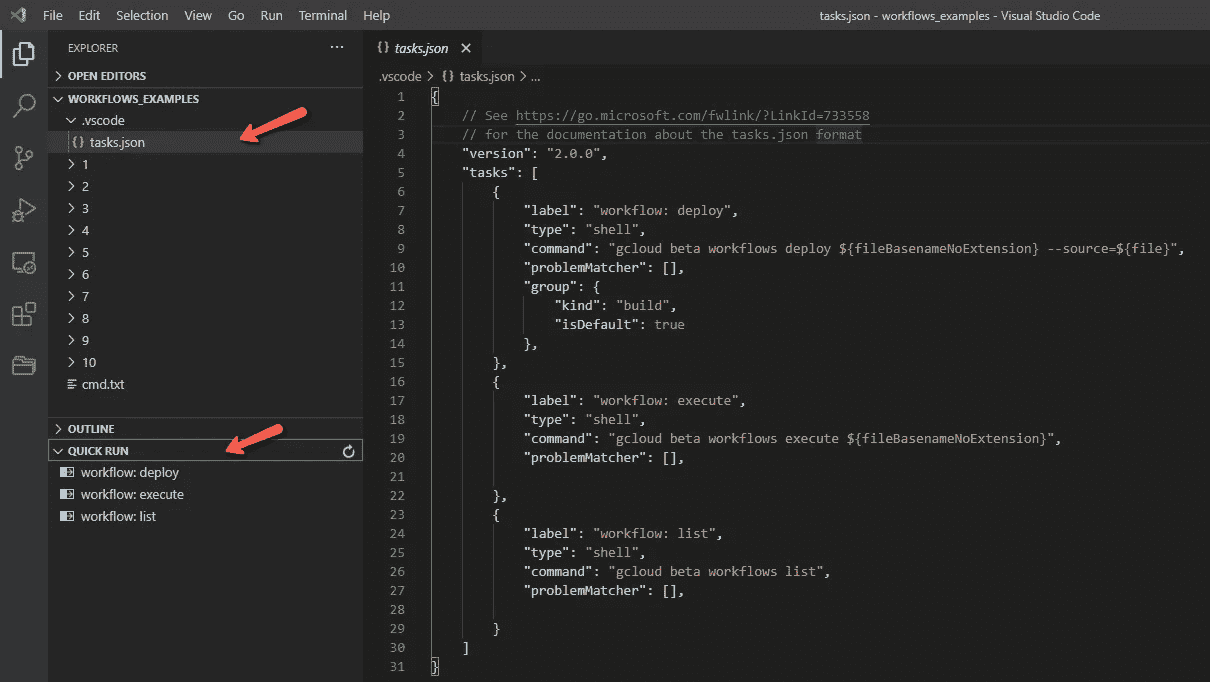 File Edit Selection View Go Run Terminal Help
tasks.json - workflows_examples - Visual Studio Code
EXPLORER
OPEN EDITORS
WORKFLOWS_EXAMPLES
.vscode
{} tasks.json
1
2
3
4
5
6
7
8
9
10
cmd.txt
OUTLINE
QUICK RUN
workflow: deploy
workflow: execute
workflow: list
{} tasks.json
.vscode > {} tasks.json > ...
1 {
2 // See https://go.microsoft.com/fwlink/?LinkId=733558
3 // for the documentation about the tasks.json format
4 "version": "2.0.0",
5 "tasks": [
6 {
7 "label": "workflow: deploy",
8 "type": "shell",
9 "command": "gcloud beta workflows deploy ${fileBasenameNoExtension} --source=${file}",
10 "problemMatcher": [],
11 "group": {
12 "kind": "build",
13 "isDefault": true
14 },
15 },
16 {
17 "label": "workflow: execute",
18 "type": "shell",
19 "command": "gcloud beta workflows execute ${fileBasenameNoExtension}",
20 "problemMatcher": [],
21
22 },
23 {
24 "label": "workflow: list",
25 "type": "shell",
26 "command": "gcloud beta workflows list",
27 "problemMatcher": [],
28
29 }
30 ]
31 }